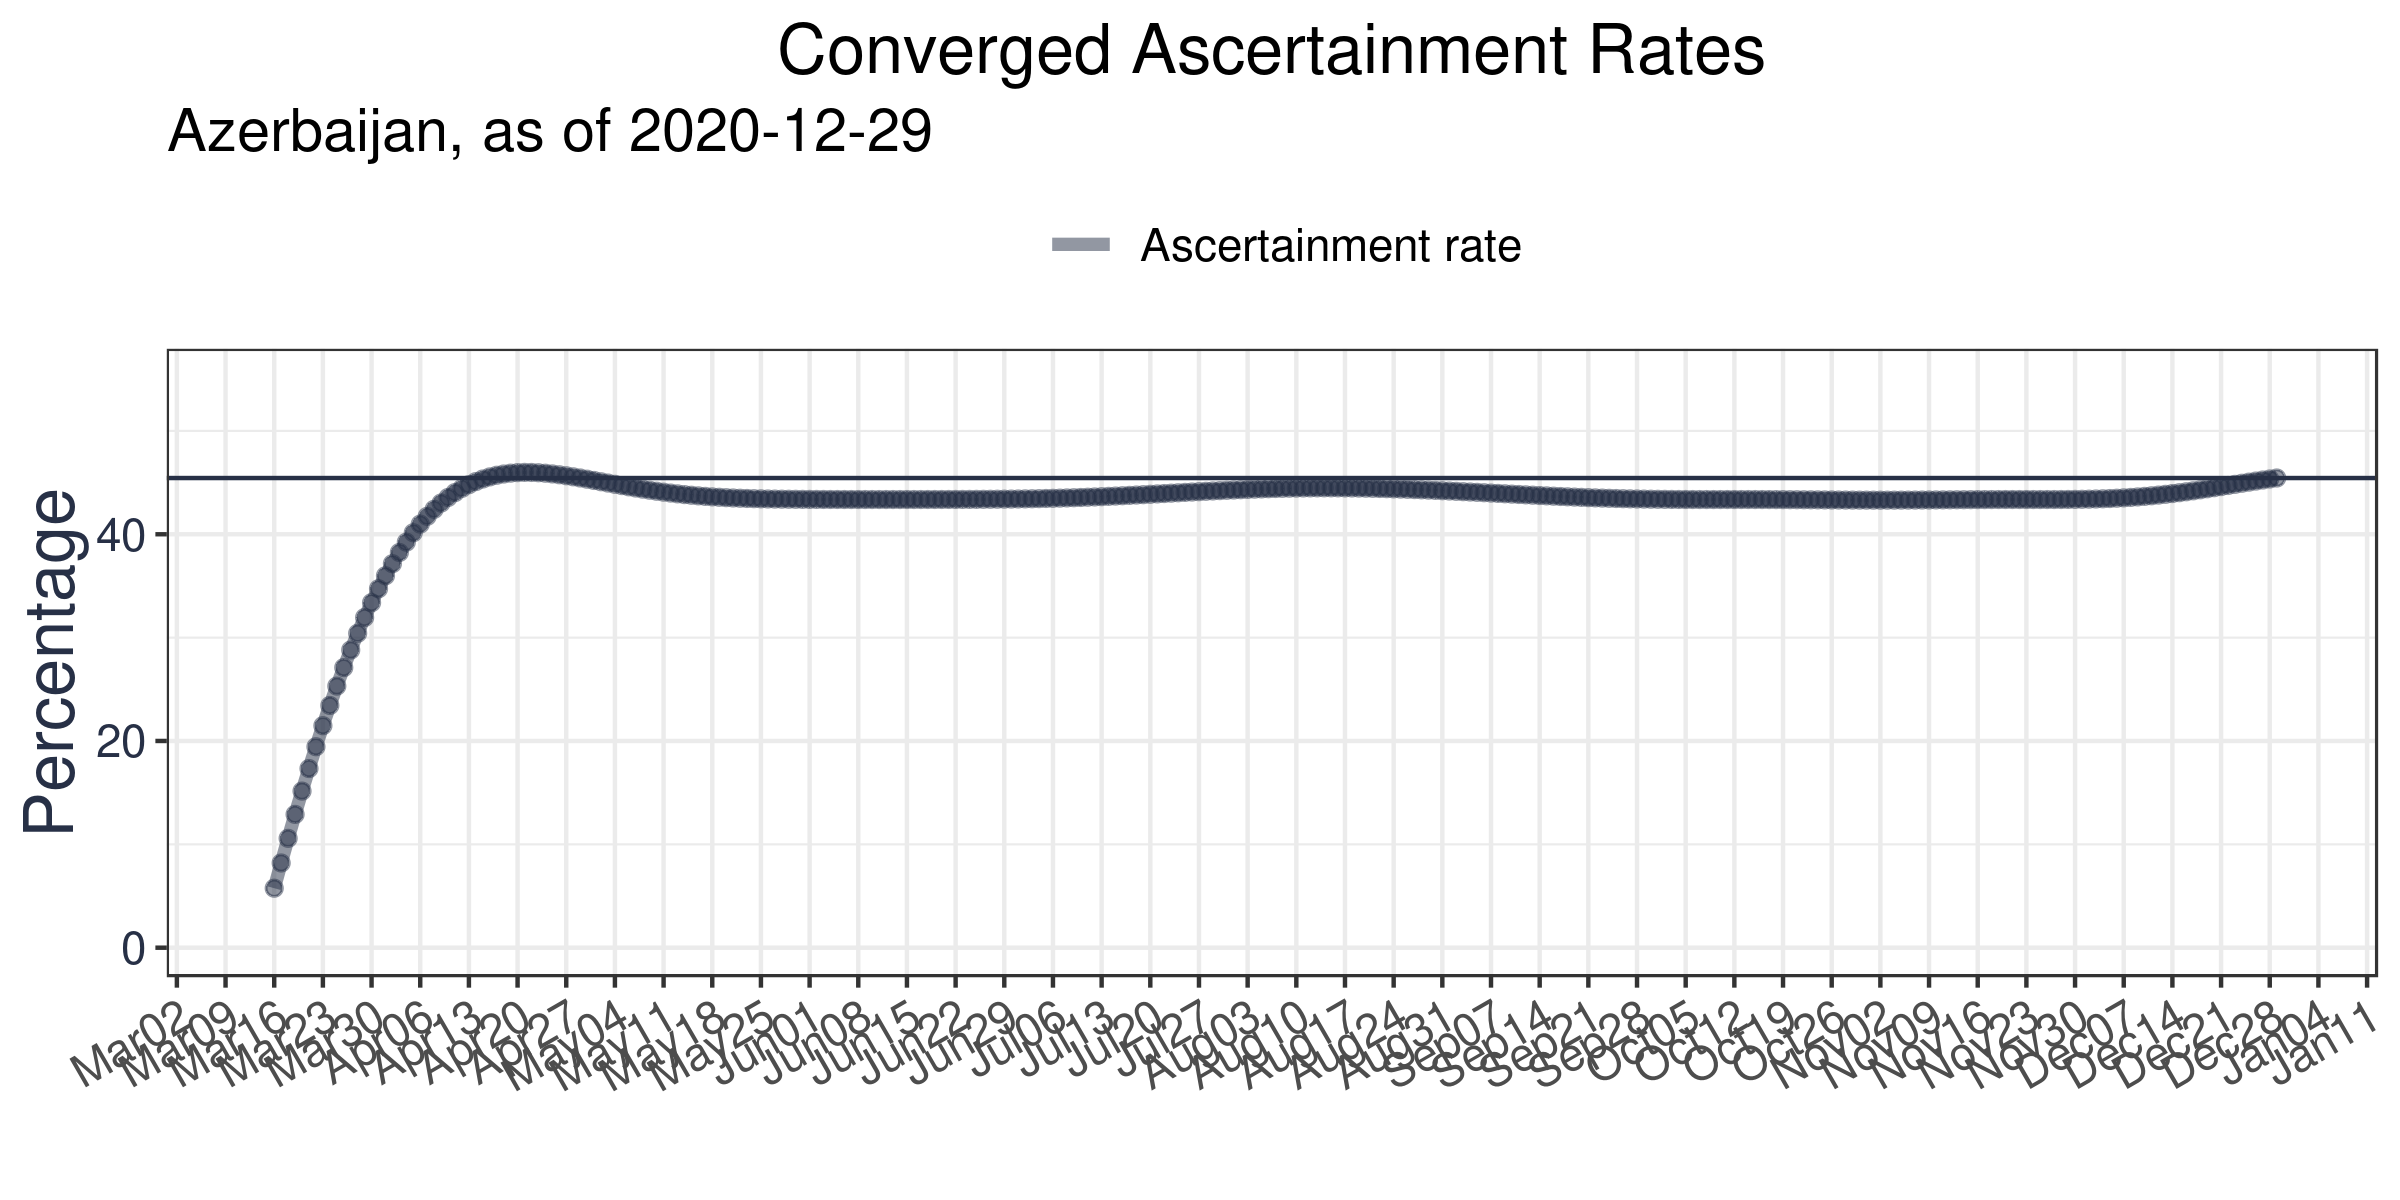 Converged Ascertainment Rates
Azerbaijan, as of 2020-12-29
Ascertainment rate
Percentage
40
20
0
Mar02 Mar09 Mar16 Mar23 Mar30 Apr06 Apr13 Apr20 Apr27 May04 May11 May18 May25 Jun01 Jun08 Jun15 Jun22 Jun29 Jul06 Jul13 Jul20 Jul27 Aug03 Aug10 Aug17 Aug24 Aug31 Sep07 Sep14 Sep21 Sep28 Oct05 Oct12 Oct19 Oct26 Nov02 Nov09 Nov16 Nov23 Nov30 Dec07 Dec14 Dec21 Dec28 Jan04 Jan11